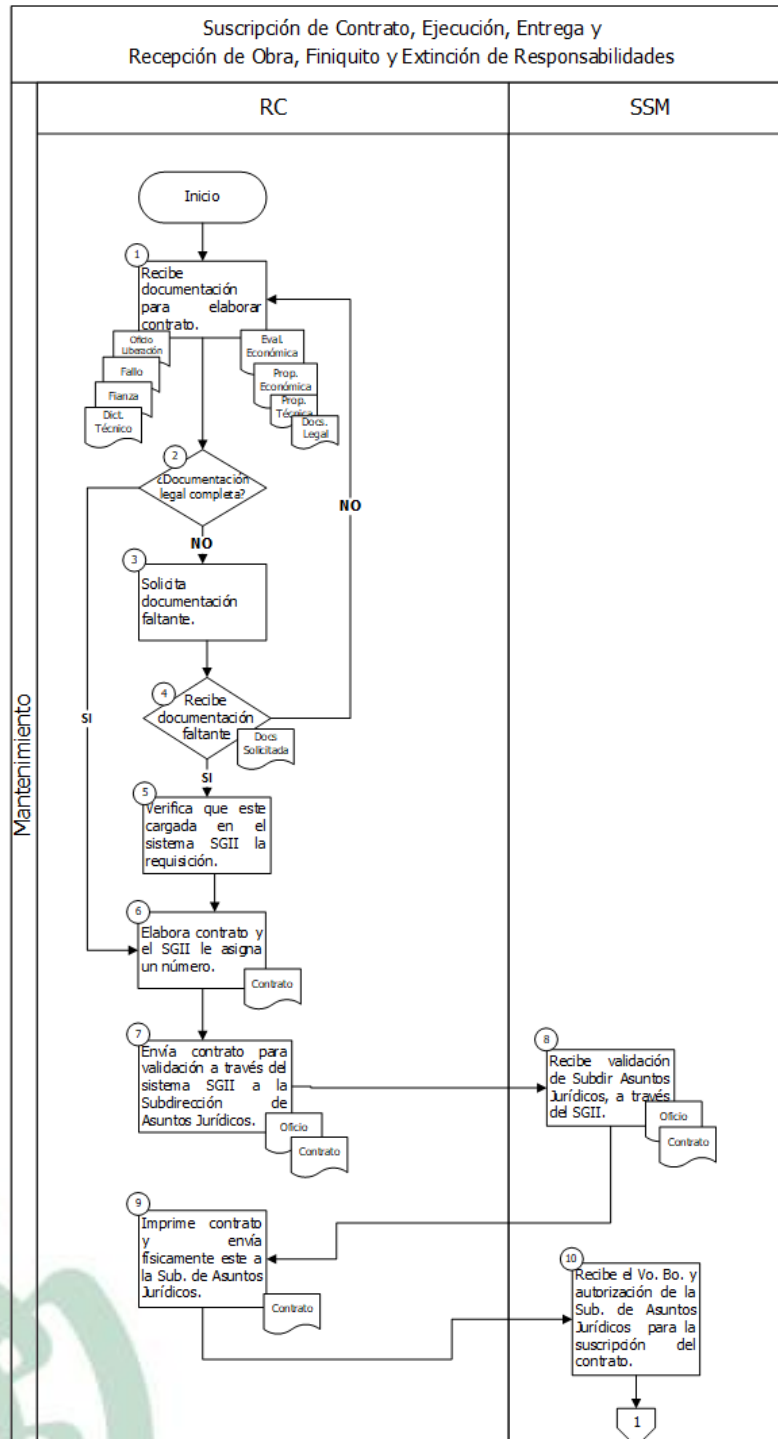 Suscripción de Contrato, Ejecución, Entrega y
Recepción de Obra, Finiquito y Extinción de Responsabilidades
RC
SSM
Mantenimiento
Inicio
1
Recibe
documentación
para elaborar
contrato.
Oficio
Liberación
Fallo
Fianza
Dict.
Técnico
Eval.
Económica
Prop.
Económica
Prop.
Técnica
Docs.
Legal
2
¿Documentación
legal completa?
NO
NO
SI
3
Solicita
documentación
faltante.
4
Recibe
documentación
faltante
Docs
Solicitada
SI
5
Verifica que este
cargada en el
sistema SGII la
requisición.
6
Elabora contrato y
el SGII le asigna
un número.
Contrato
7
Envía contrato para
validación a través del
sistema SGII a la
Subdirección de
Asuntos Jurídicos.
Oficio
Contrato
8
Recibe validación
de Subdir Asuntos
Jurídicos, a través
del SGII.
Oficio
Contrato
9
Imprime contrato
y envía
físicamente este a
la Sub. de Asuntos
Jurídicos.
Contrato
10
Recibe el Vo. Bo. y
autorización de la
Sub. de Asuntos
Jurídicos para la
suscripción del
contrato.
1